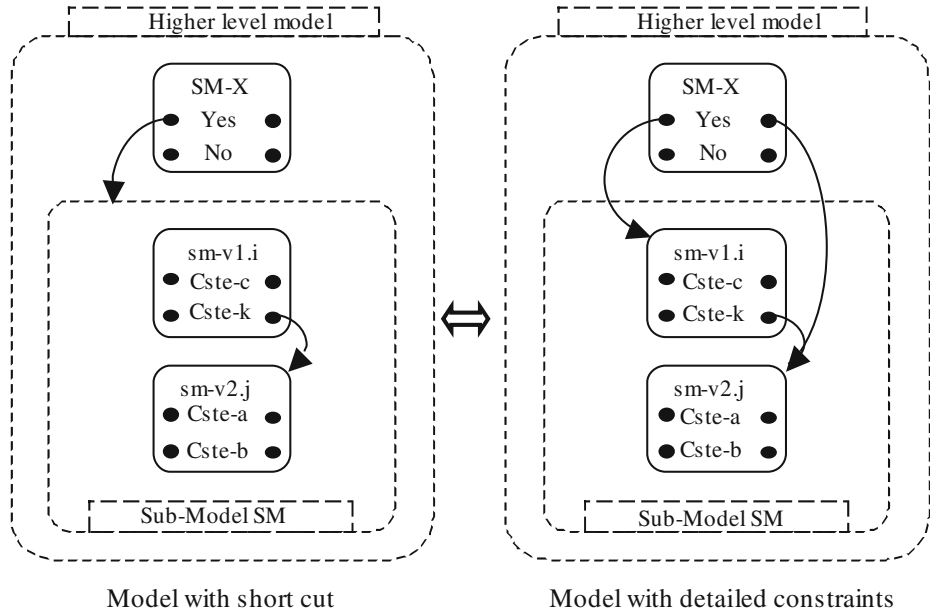 Higher level model
SM-X
Yes
No
sm-v1.i
Cste-c
Cste-k
sm-v2.j
Cste-a
Cste-b
Sub-Model SM
Model with short cut
Higher level model
SM-X
Yes
No
sm-v1.i
Cste-c
Cste-k
sm-v2.j
Cste-a
Cste-b
Sub-Model SM
Model with detailed constraints